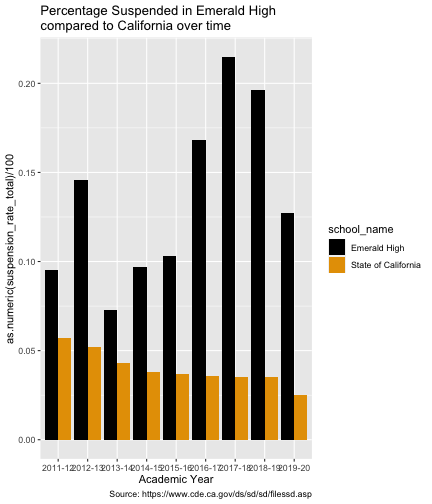 Percentage Suspended in Emerald High
compared to California over time
as.numeric(suspension_rate_total)/100
0.20
0.15
0.10
0.05
0.00
2011-12 2012-13 2013-14 2014-15 2015-16 2016-17 2017-18 2018-19 2019-20
Academic Year
school_name
Emerald High
State of California
Source: https://www.cde.ca.gov/ds/sd/sd/filessd.asp